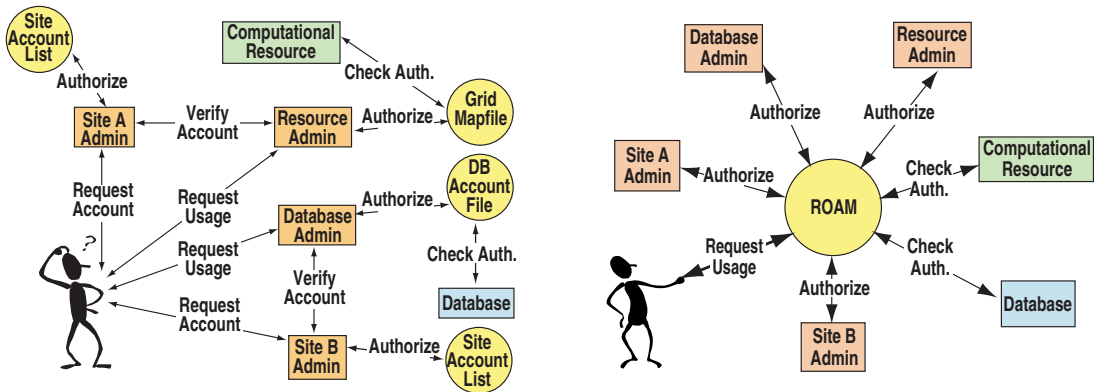 Site
Account
List
Authorize
Computational
Resource
Check Auth.
Grid
Mapfile
Authorize
Verify
Account
Site A
Admin
Resource
Admin
Request
Account
Request
Usage
DB
Account
File
Authorize
Database
Admin
Check Auth.
?
Request
Usage
Verify
Account
Database
Request
Account
Site B
Admin
Authorize
Site
Account
List
Database
Admin
Resource
Admin
Authorize
Authorize
Site A
Admin
Authorize
Computational
Resource
Check
Auth.
ROAM
Request
Usage
Check
Auth.
Authorize
Database
Site B
Admin